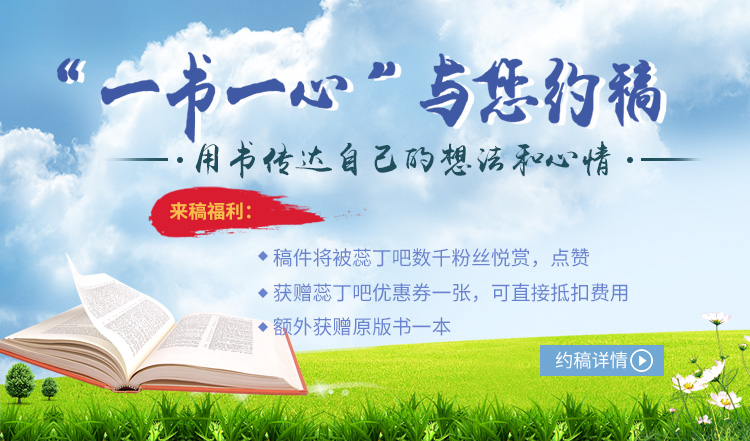 “一书一心”与您约稿
·用书传达自己的想法和心情·
来稿福利：
稿件将被蕊丁吧数千粉丝悦赏，点赞
获赠蕊丁吧优惠券一张，可直接抵扣费用
额外获赠原版书一本
约稿详情